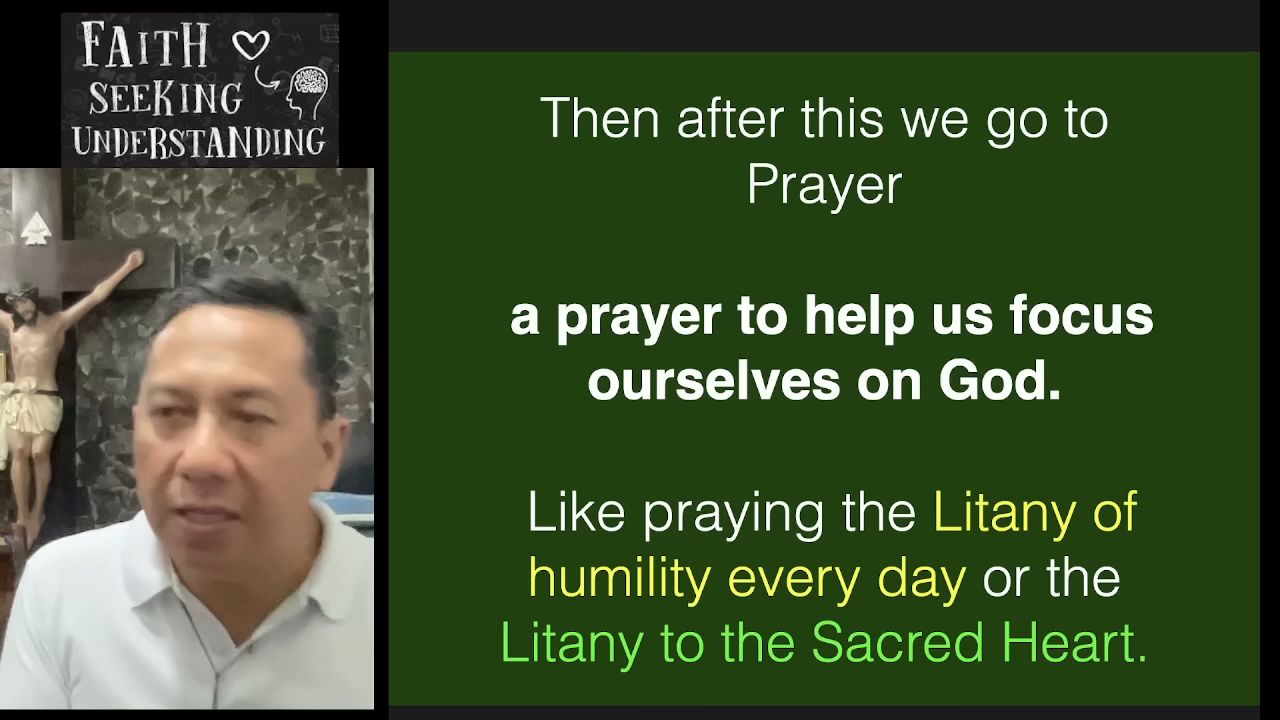 FAITH
SEEKING
UNDERSTANDING
Then after this we go to
Prayer
a prayer to help us focus
ourselves on God.
Like praying the Litany of
humility every day or the
Litany to the Sacred Heart.